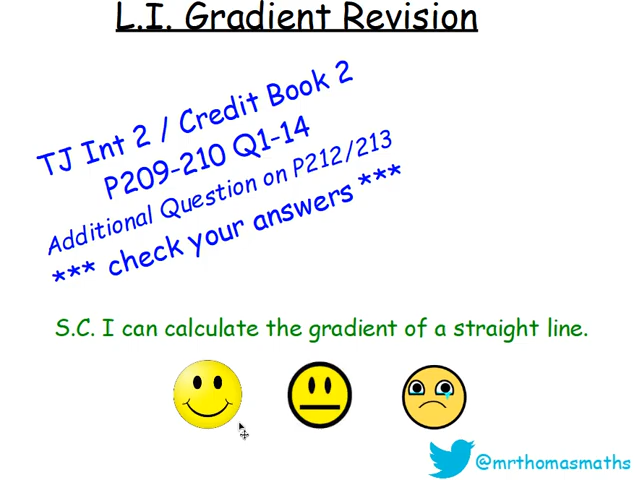 L.I. Gradient Revision
TJ Int 2 / Credit Book 2
P209-210 Q1-14
Additional Question on P212/213
*** check your answers ***
S.C. I can calculate the gradient of a straight line.
@mrthomasmaths